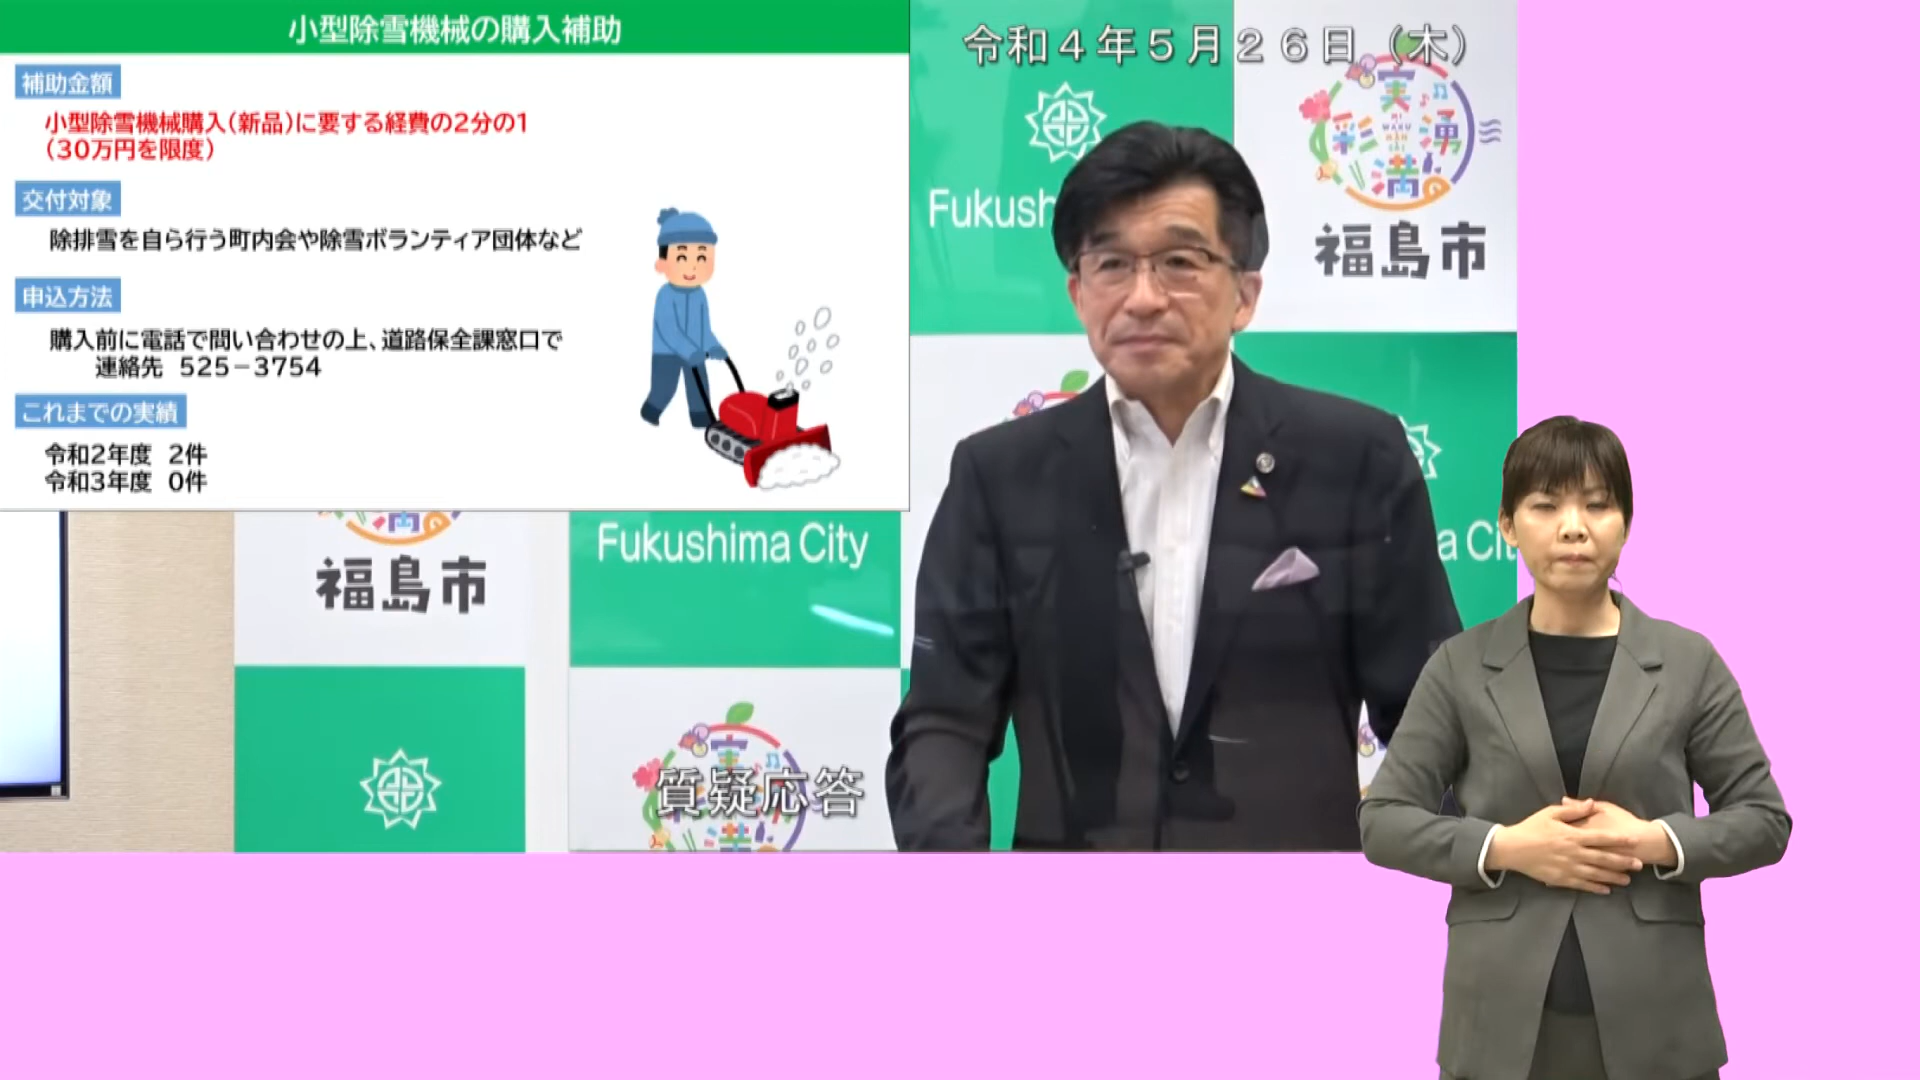 小型除雪機械の購入補助
補助金額
小型除雪機械購入(新品)に要する経費の2分の1
(30万円を限度)
交付対象
除排雪を自ら行う町内会や除雪ボランティア団体など
申込方法
購入前に電話で問い合わせの上、道路保全課窓口で
連絡先 525-3754
これまでの実績
令和2年度 2件
令和3年度 0件
令和4年5月26日(木)
Fukush
実湧満彩
福島市
a Cit
満
福島市
Fukushima City
実
満
質疑応答